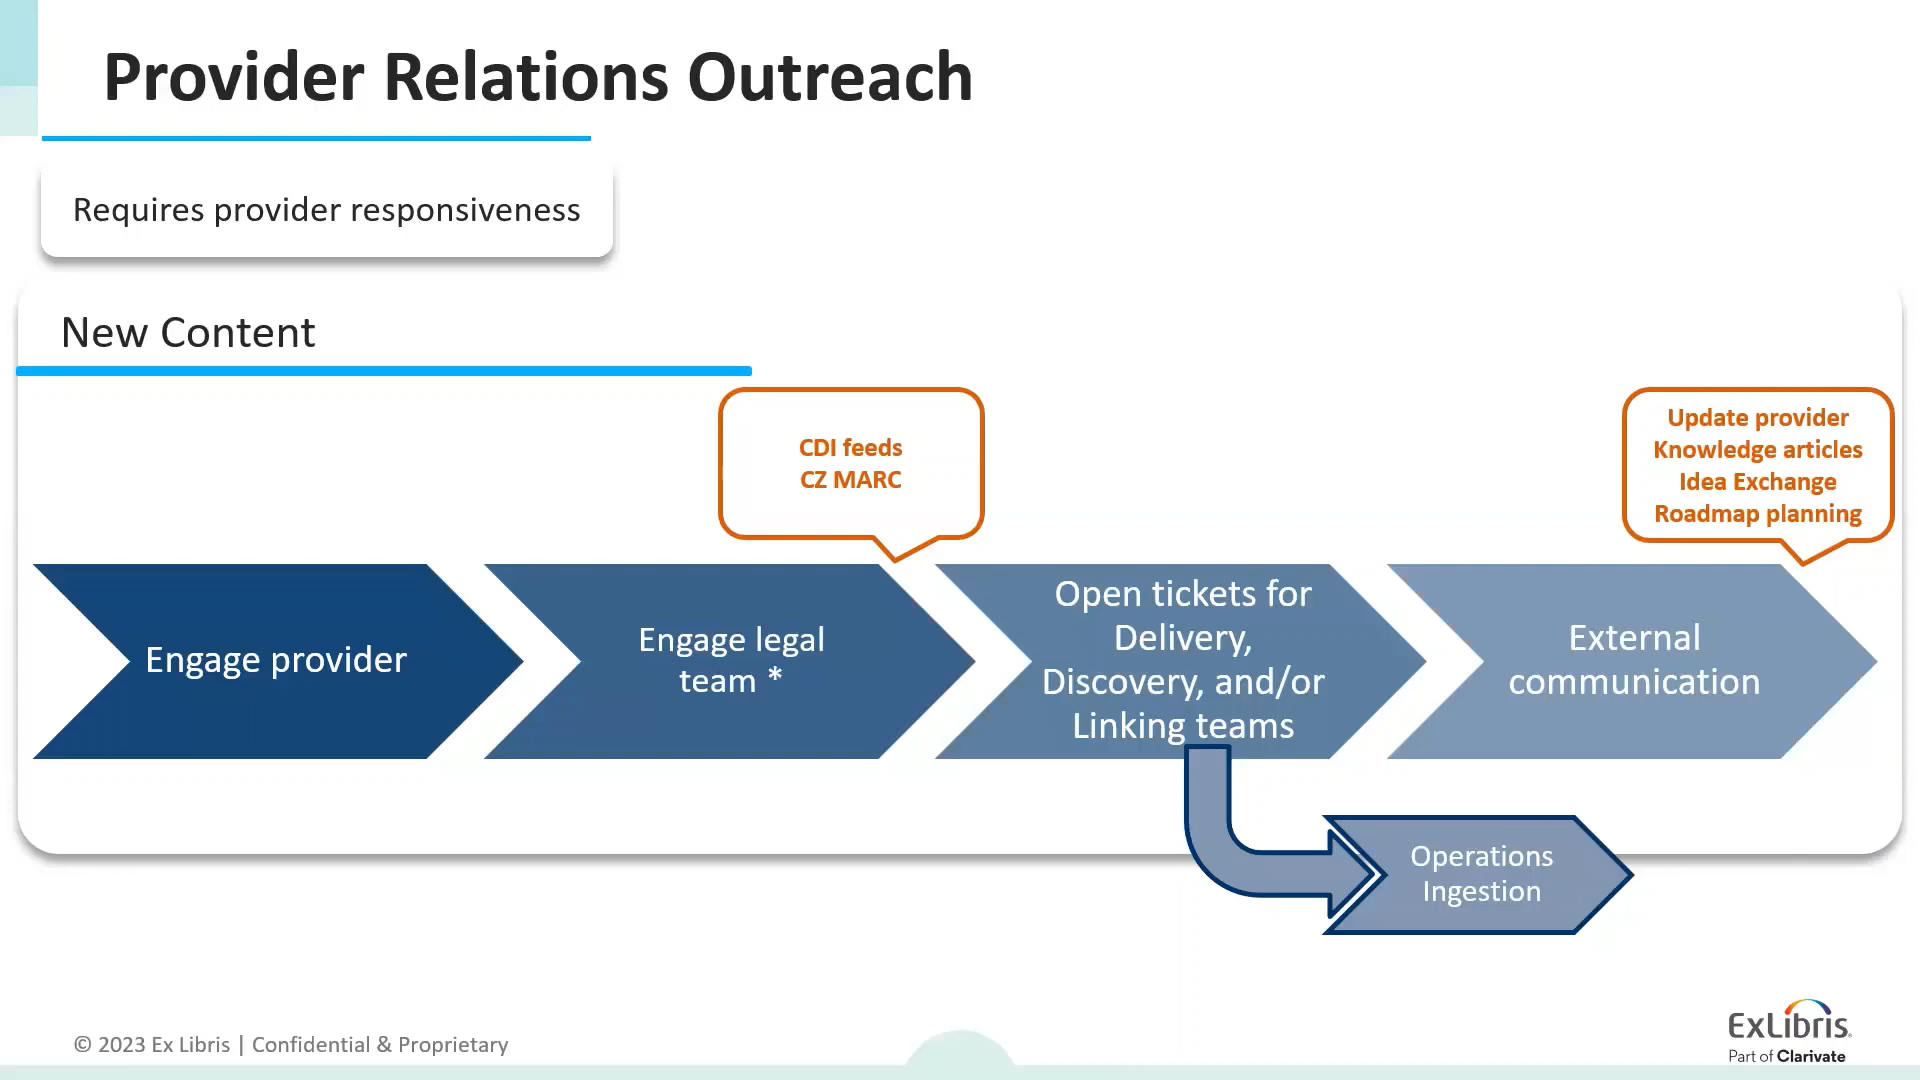 Provider Relations Outreach
Requires provider responsiveness
New Content
CDI feeds
CZ MARC
Update provider
Knowledge articles
Idea Exchange
Roadmap planning
Engage provider
Engage legal
team *
Open tickets for
Delivery,
Discovery, and/or
Linking teams
External
communication
Operations
Ingestion
© 2023 Ex Libris | Confidential & Proprietary
ExLibris
Part of Clarivate